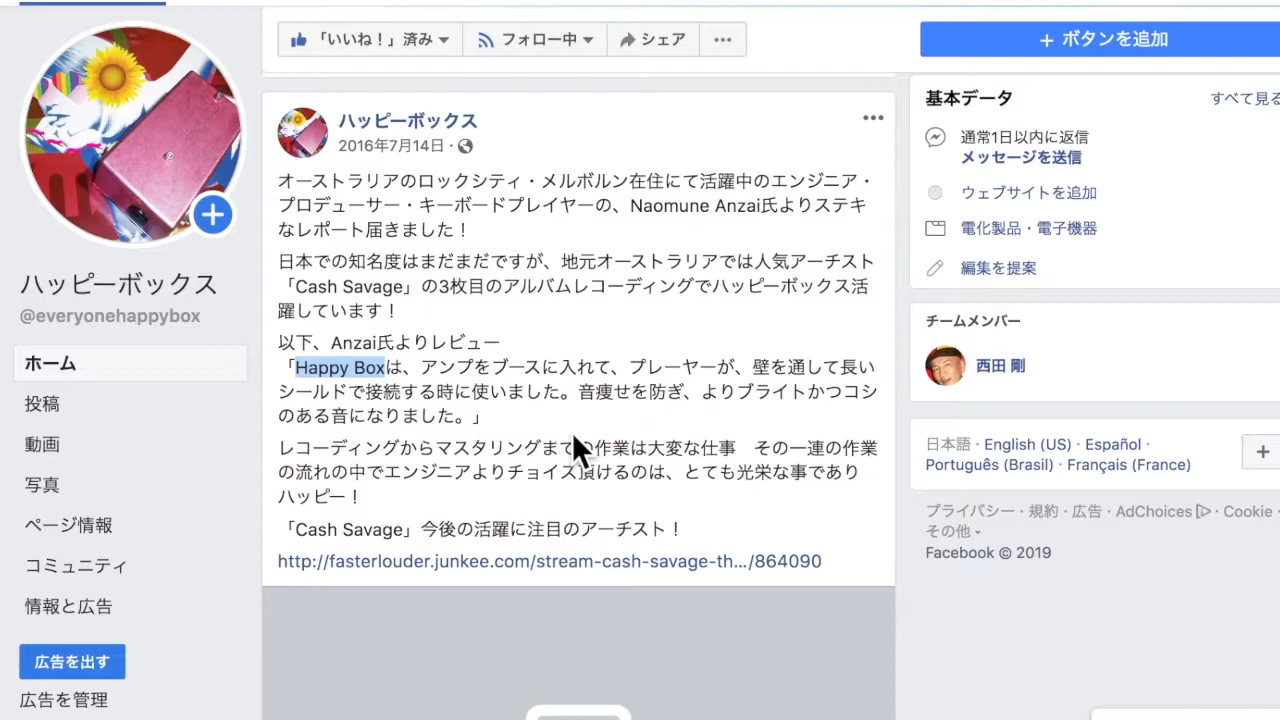 「いいね！」済み
フォロー中
シェア
＋ ボタンを追加
ハッピーボックス
@everyonehappybox
ホーム
投稿
動画
写真
ページ情報
コミュニティ
情報と広告
広告を出す
広告を管理
ハッピーボックス
2016年7月14日 ·
オーストラリアのロックシティ・メルボルン在住にて活躍中のエンジニア・
プロデューサー・キーボードプレイヤーの、Naomune Anzai氏よりステキ
なレポート届きました！
日本での知名度はまだまだですが、地元オーストラリアでは人気アーチスト
「Cash Savage」の3枚目のアルバムレコーディングでハッピーボックス活
躍しています！
以下、Anzai氏よりレビュー
「Happy Boxは、アンプをブースに入れて、プレーヤーが、壁を通して長い
シールドで接続する時に使いました。音痩せを防ぎ、よりブライトかつコシ
のある音になりました。」
レコーディングからマスタリングまでの作業は大変な仕事　その一連の作業
の流れの中でエンジニアよりチョイス頂けるのは、とても光栄な事であり
ハッピー！
「Cash Savage」今後の活躍に注目のアーチスト！
http://fasterlouder.junkee.com/stream-cash-savage-th.../864090
基本データ
すべて見る
通常1日以内に返信
メッセージを送信
ウェブサイトを追加
電化製品・電子機器
編集を提案
チームメンバー
西田 剛
日本語 · English (US) · Español ·
Português (Brasil) · Français (France)
プライバシー · 規約 · 広告 · AdChoices · Cookie ·
その他
Facebook © 2019